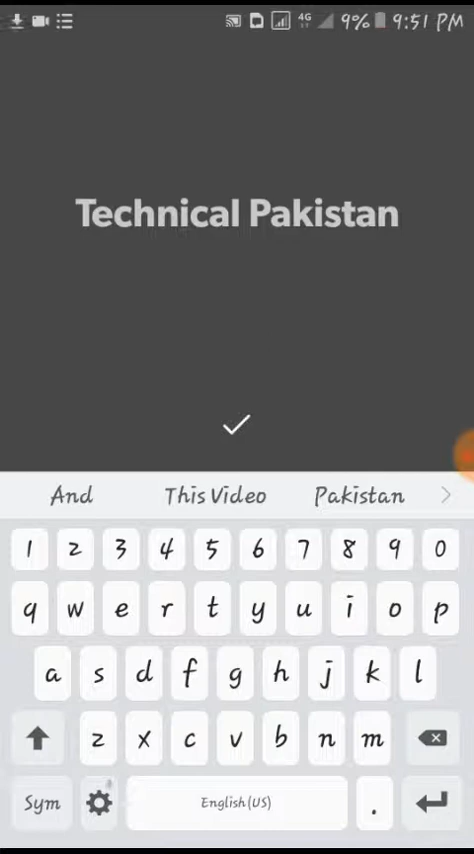 4G
9% 9:51 PM
Technical Pakistan
And This Video Pakistan
1 2 3 4 5 6 7 8 9 0
q w e r t y u i o p
a s d f g h j k l
z x c v b n m
Sym English(US) .